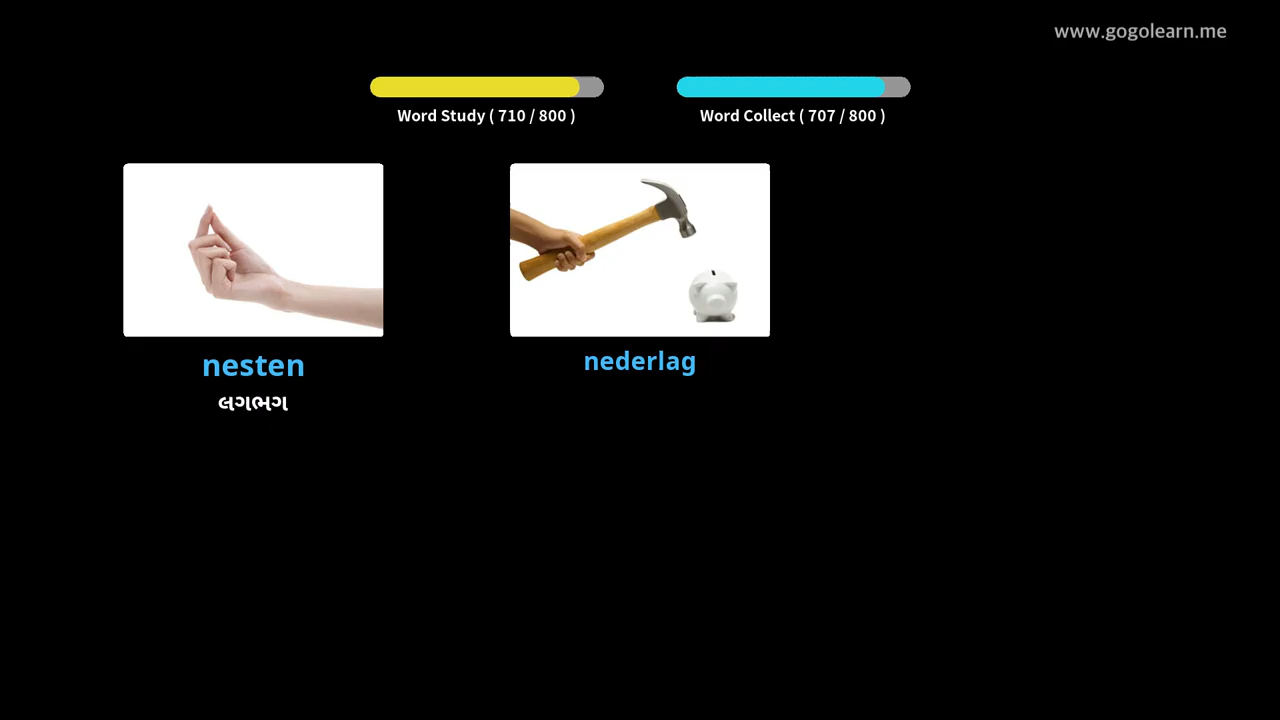 www.gogolearn.me
Word Study ( 710 / 800 )
Word Collect ( 707 / 800 )
nesten
nederlag
લગભગ